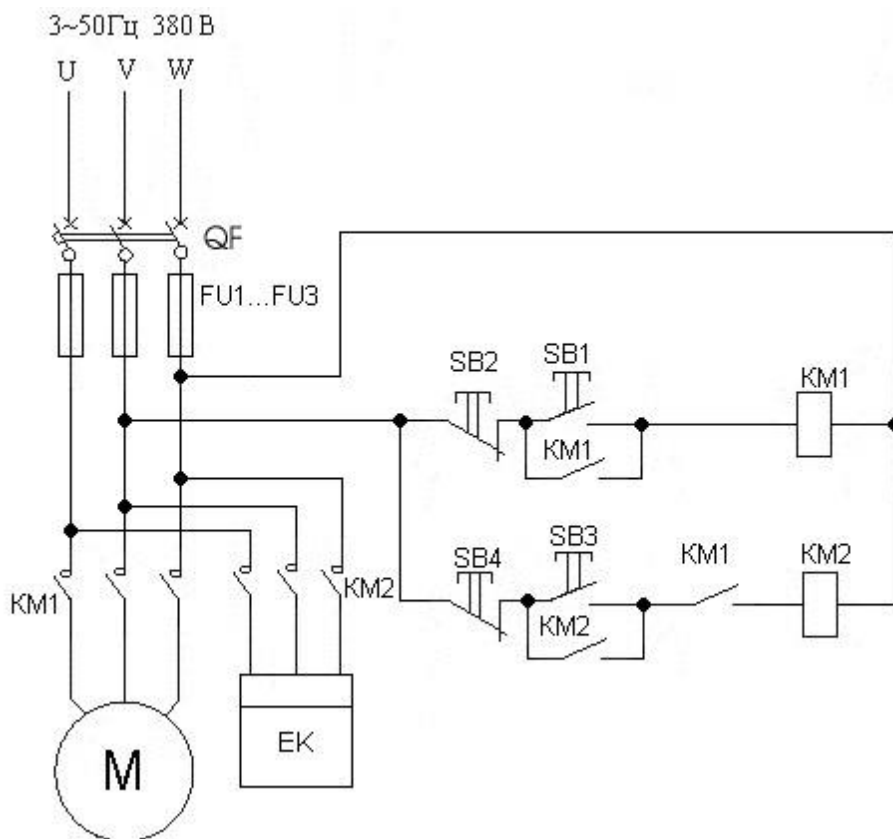 3~50Гц 380 В
U V W
QF
FU1...FU3
SB2 SB1 KM1
KM1
SB4 SB3 KM1 KM2
KM1 KM2 KM2
EK
M